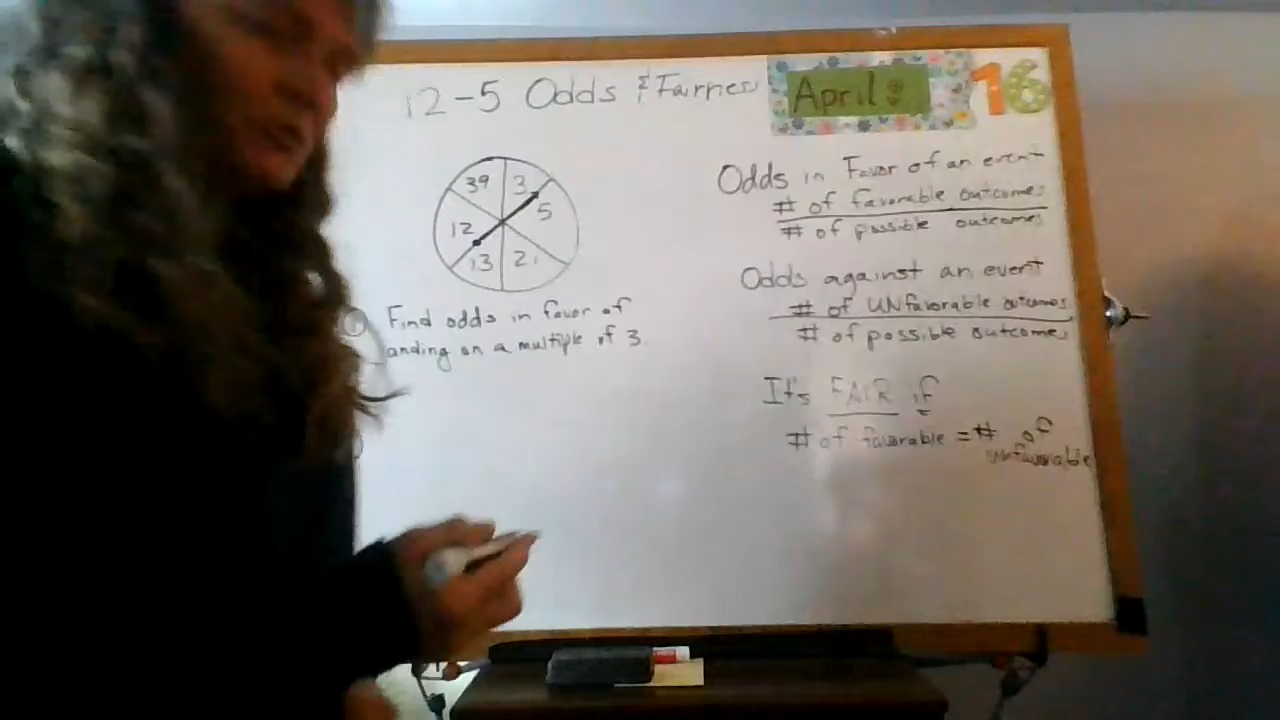 12-5 Odds & Fairness
April
16
39
3
5
12
13
Find odds in favor of
anding on a multiple of 3.
Odds in Favor of an event
# of favorable outcomes
# of possible outcomes
Odds against an event
# of UNfavorable outcomes
# of possible outcomes
It's FAIR if
# of favorable = # of
Unfavorable